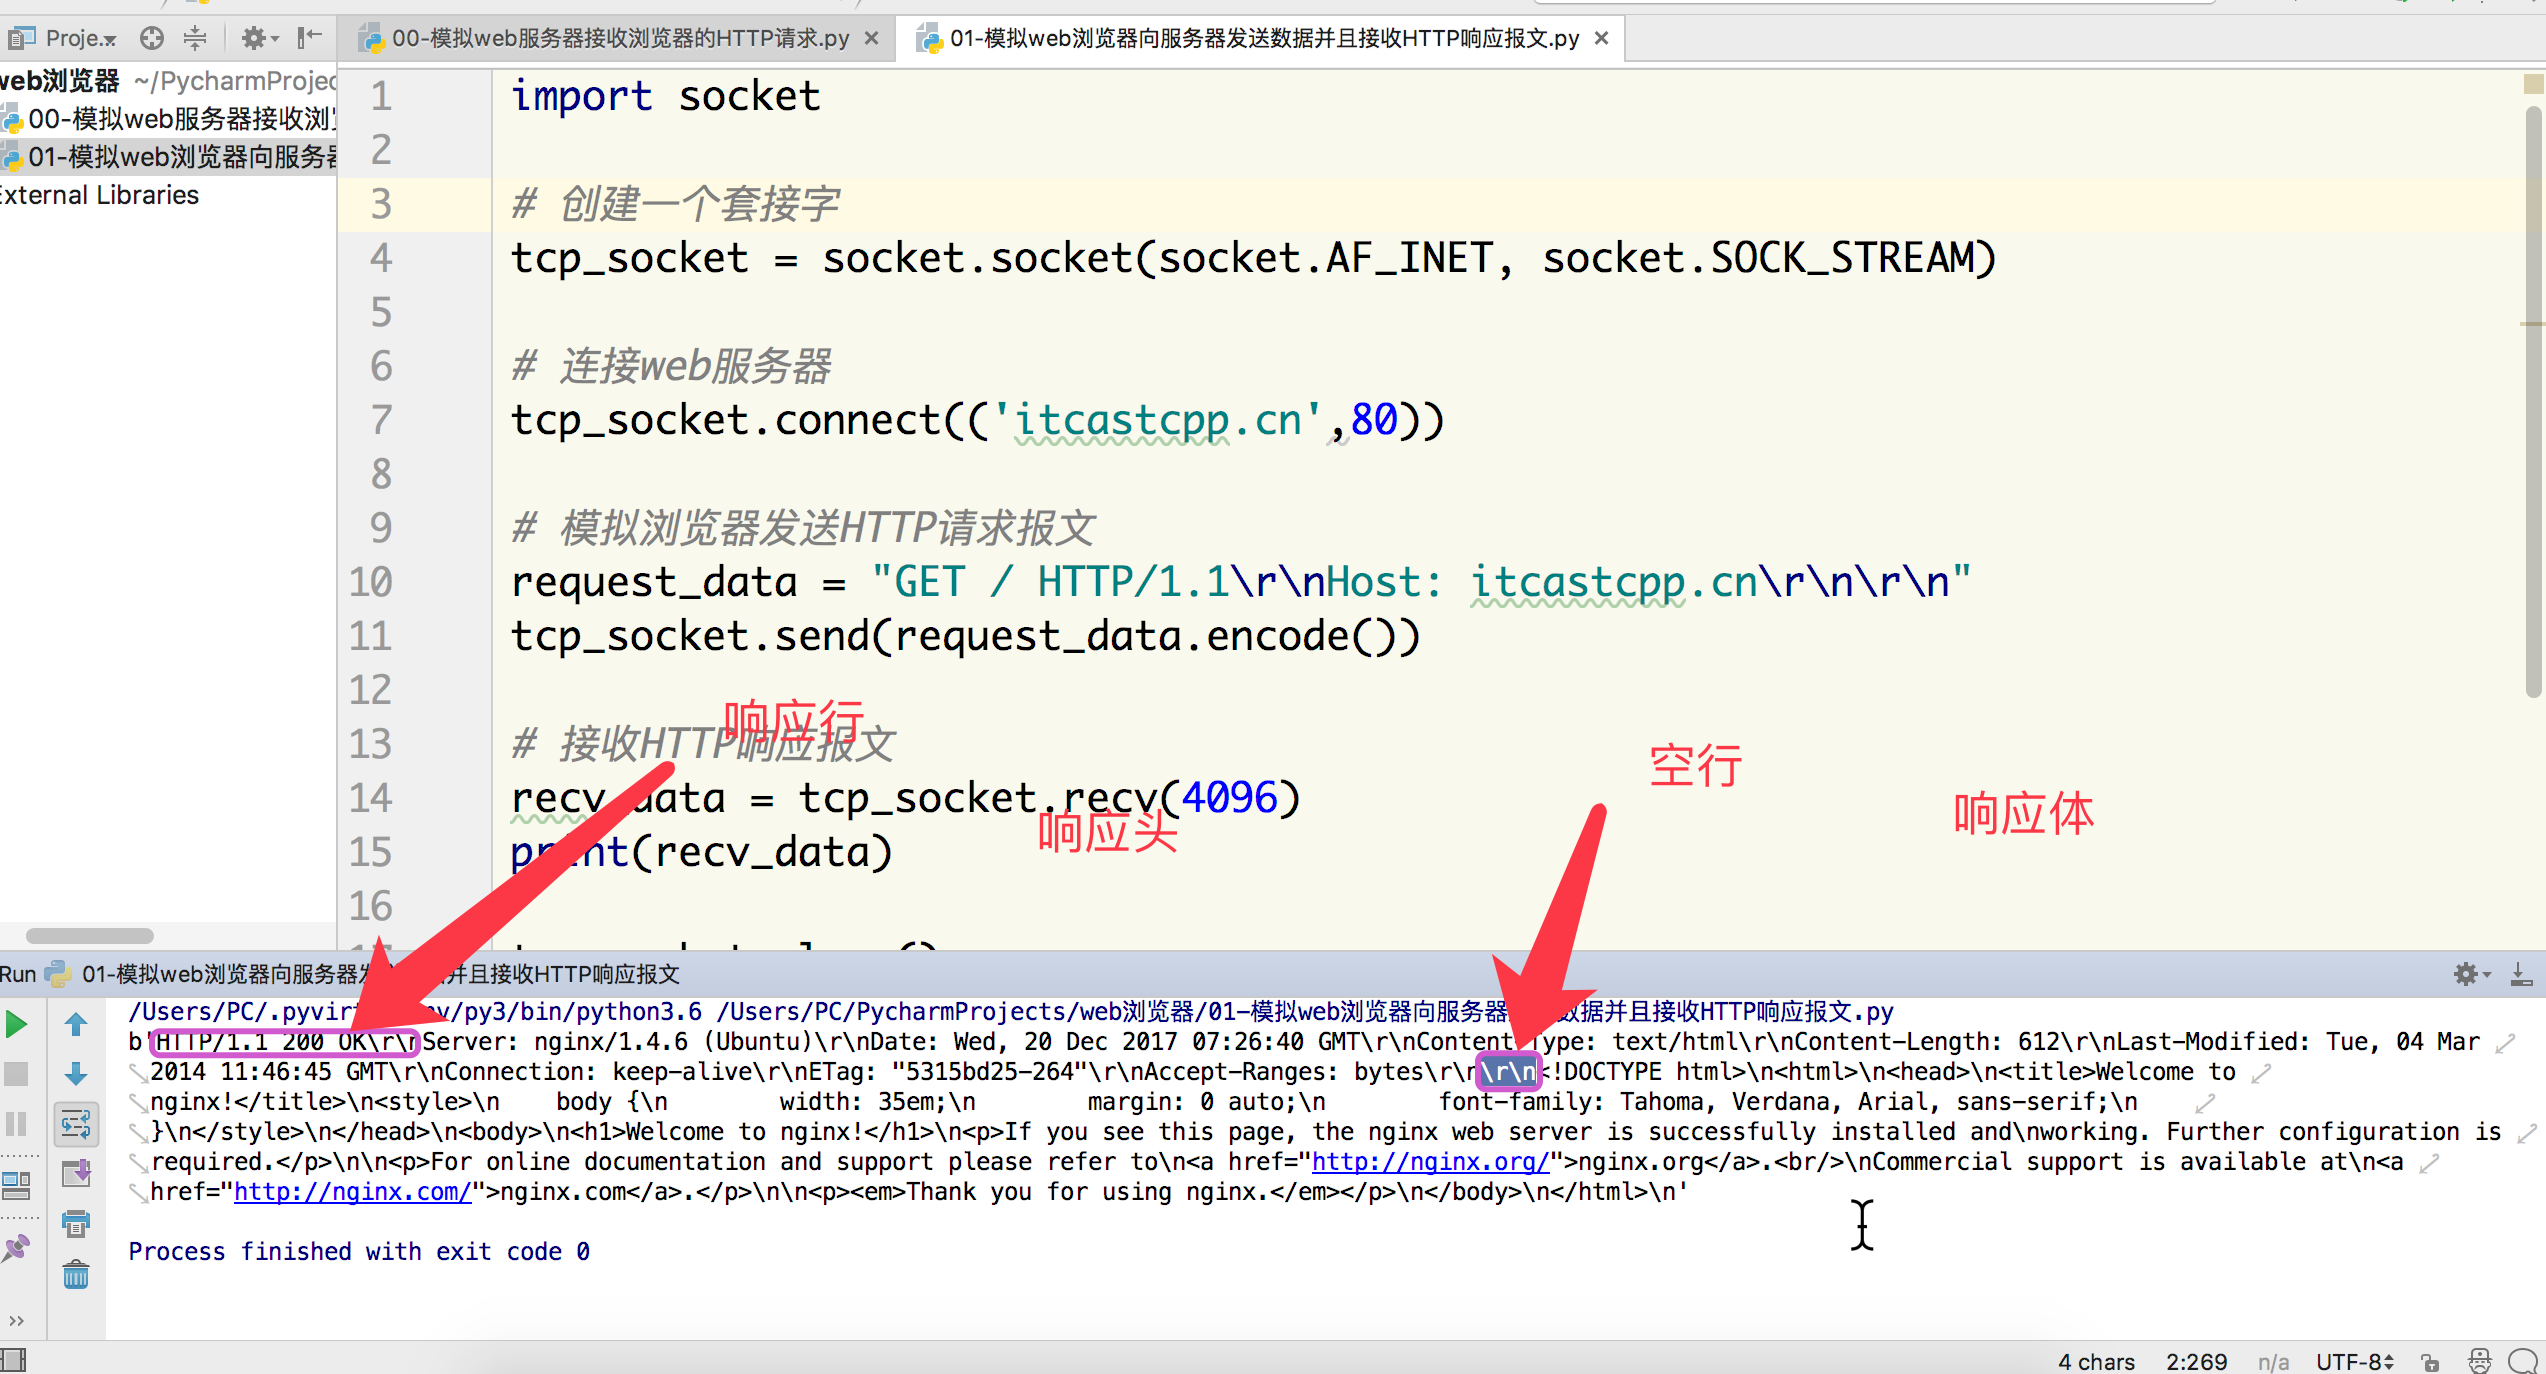 Proje..
00-模拟web服务器接收浏览器的HTTP请求.py
01-模拟web浏览器向服务器发送数据并且接收HTTP响应报文.py
web浏览器 ~/PycharmProjec
00-模拟web服务器接收浏
01-模拟web浏览器向服务器
External Libraries
1 import socket
2
3 # 创建一个套接字
4 tcp_socket = socket.socket(socket.AF_INET, socket.SOCK_STREAM)
5
6 # 连接web服务器
7 tcp_socket.connect(('itcastcpp.cn',80))
8
9 # 模拟浏览器发送HTTP请求报文
10 request_data = "GET / HTTP/1.1\r\nHost: itcastcpp.cn\r\n\r\n"
11 tcp_socket.send(request_data.encode())
12
响应行
13 # 接收HTTP响应报文
空行
14 recv_data = tcp_socket.recv(4096)
响应体
响应头
15 print(recv_data)
16
Run 01-模拟web浏览器向服务器发 并且接收HTTP响应报文
/Users/PC/.pyvirt v/py3/bin/python3.6 /Users/PC/PycharmProjects/web浏览器/01-模拟web浏览器向服务器 数据并且接收HTTP响应报文.py
b'HTTP/1.1 200 OK\r\nServer: nginx/1.4.6 (Ubuntu)\r\nDate: Wed, 20 Dec 2017 07:26:40 GMT\r\nContent-Type: text/html\r\nContent-Length: 612\r\nLast-Modified: Tue, 04 Mar
2014 11:46:45 GMT\r\nConnection: keep-alive\r\nETag: "5315bd25-264"\r\nAccept-Ranges: bytes\r\n\r\n<!DOCTYPE html>\n<html>\n<head>\n<title>Welcome to
nginx!</title>\n<style>\n    body {\n        width: 35em;\n        margin: 0 auto;\n        font-family: Tahoma, Verdana, Arial, sans-serif;\n
}\n</style>\n</head>\n<body>\n<h1>Welcome to nginx!</h1>\n<p>If you see this page, the nginx web server is successfully installed and\nworking. Further configuration is
required.</p>\n\n<p>For online documentation and support please refer to\n<a href="http://nginx.org/">nginx.org</a>.<br/>\nCommercial support is available at\n<a
href="http://nginx.com/">nginx.com</a>.</p>\n\n<p><em>Thank you for using nginx.</em></p>\n</body>\n</html>\n'
Process finished with exit code 0
4 chars 2:269 n/a UTF-8